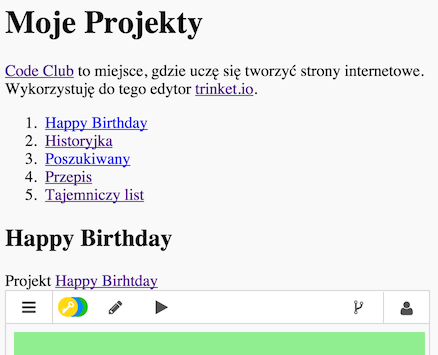 Moje Projekty
Code Club to miejsce, gdzie uczę się tworzyć strony internetowe.
Wykorzystuję do tego edytor trinket.io.
1. Happy Birthday
2. Historyjka
3. Poszukiwany
4. Przepis
5. Tajemniczy list
Happy Birthday
Projekt Happy Birhtday